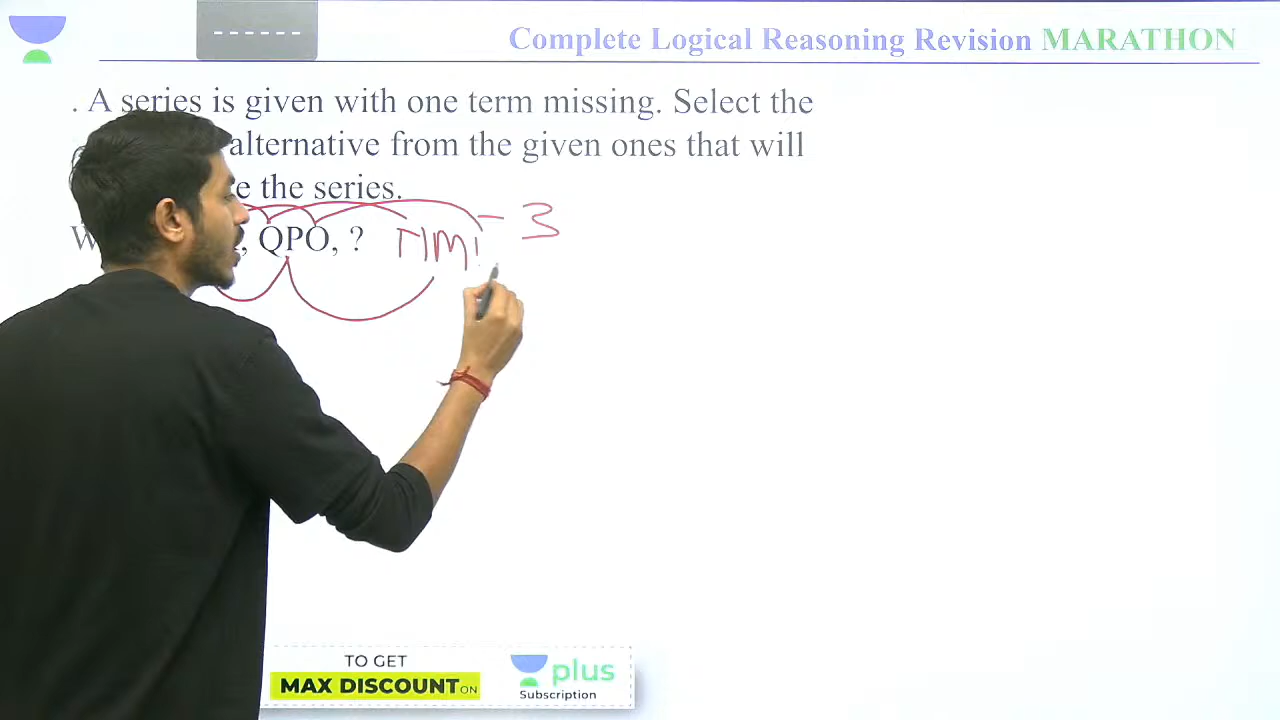 Complete Logical Reasoning Revision MARATHON
. A series is given with one term missing. Select the
alternative from the given ones that will
the series.
QPO, ? - 3
TO GET
MAX DISCOUNT ON
plus
Subscription